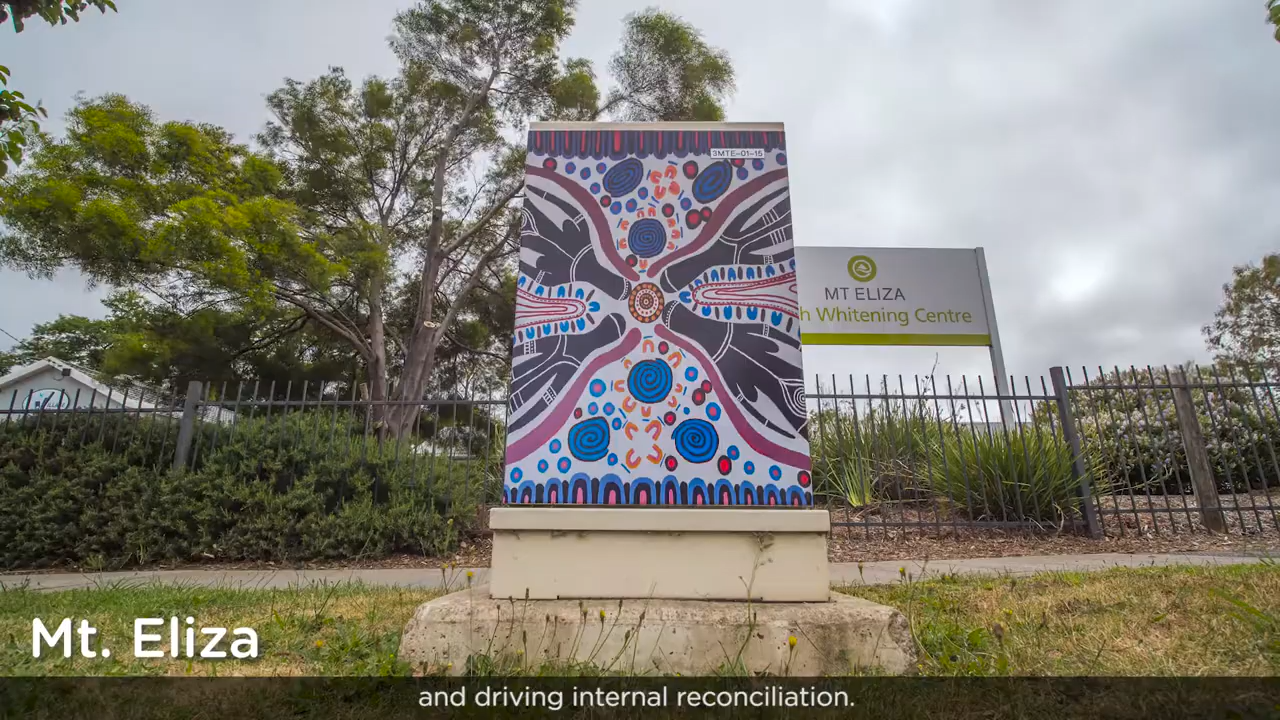 3MTE-01-15
MT ELIZA
h Whitening Centre
Mt. Eliza
and driving internal reconciliation.